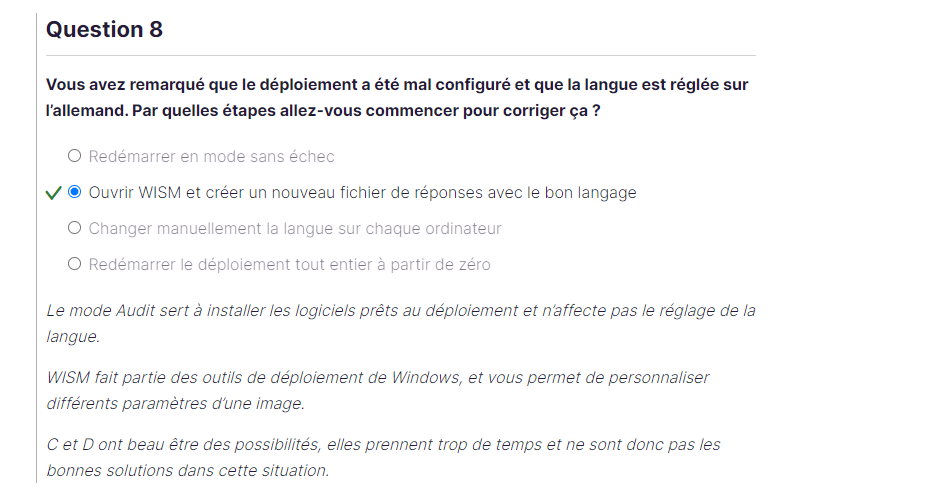 Question 8
Vous avez remarqué que le déploiement a été mal configuré et que la langue est réglée sur
l'allemand. Par quelles étapes allez-vous commencer pour corriger ça ?
Redémarrer en mode sans échec
Ouvrir WISM et créer un nouveau fichier de réponses avec le bon langage
Changer manuellement la langue sur chaque ordinateur
Redémarrer le déploiement tout entier à partir de zéro
Le mode Audit sert à installer les logiciels prêts au déploiement et n’affecte pas le réglage de la
langue.
WISM fait partie des outils de déploiement de Windows, et vous permet de personnaliser
différents paramètres d’une image.
C et D ont beau être des possibilités, elles prennent trop de temps et ne sont donc pas les
bonnes solutions dans cette situation.